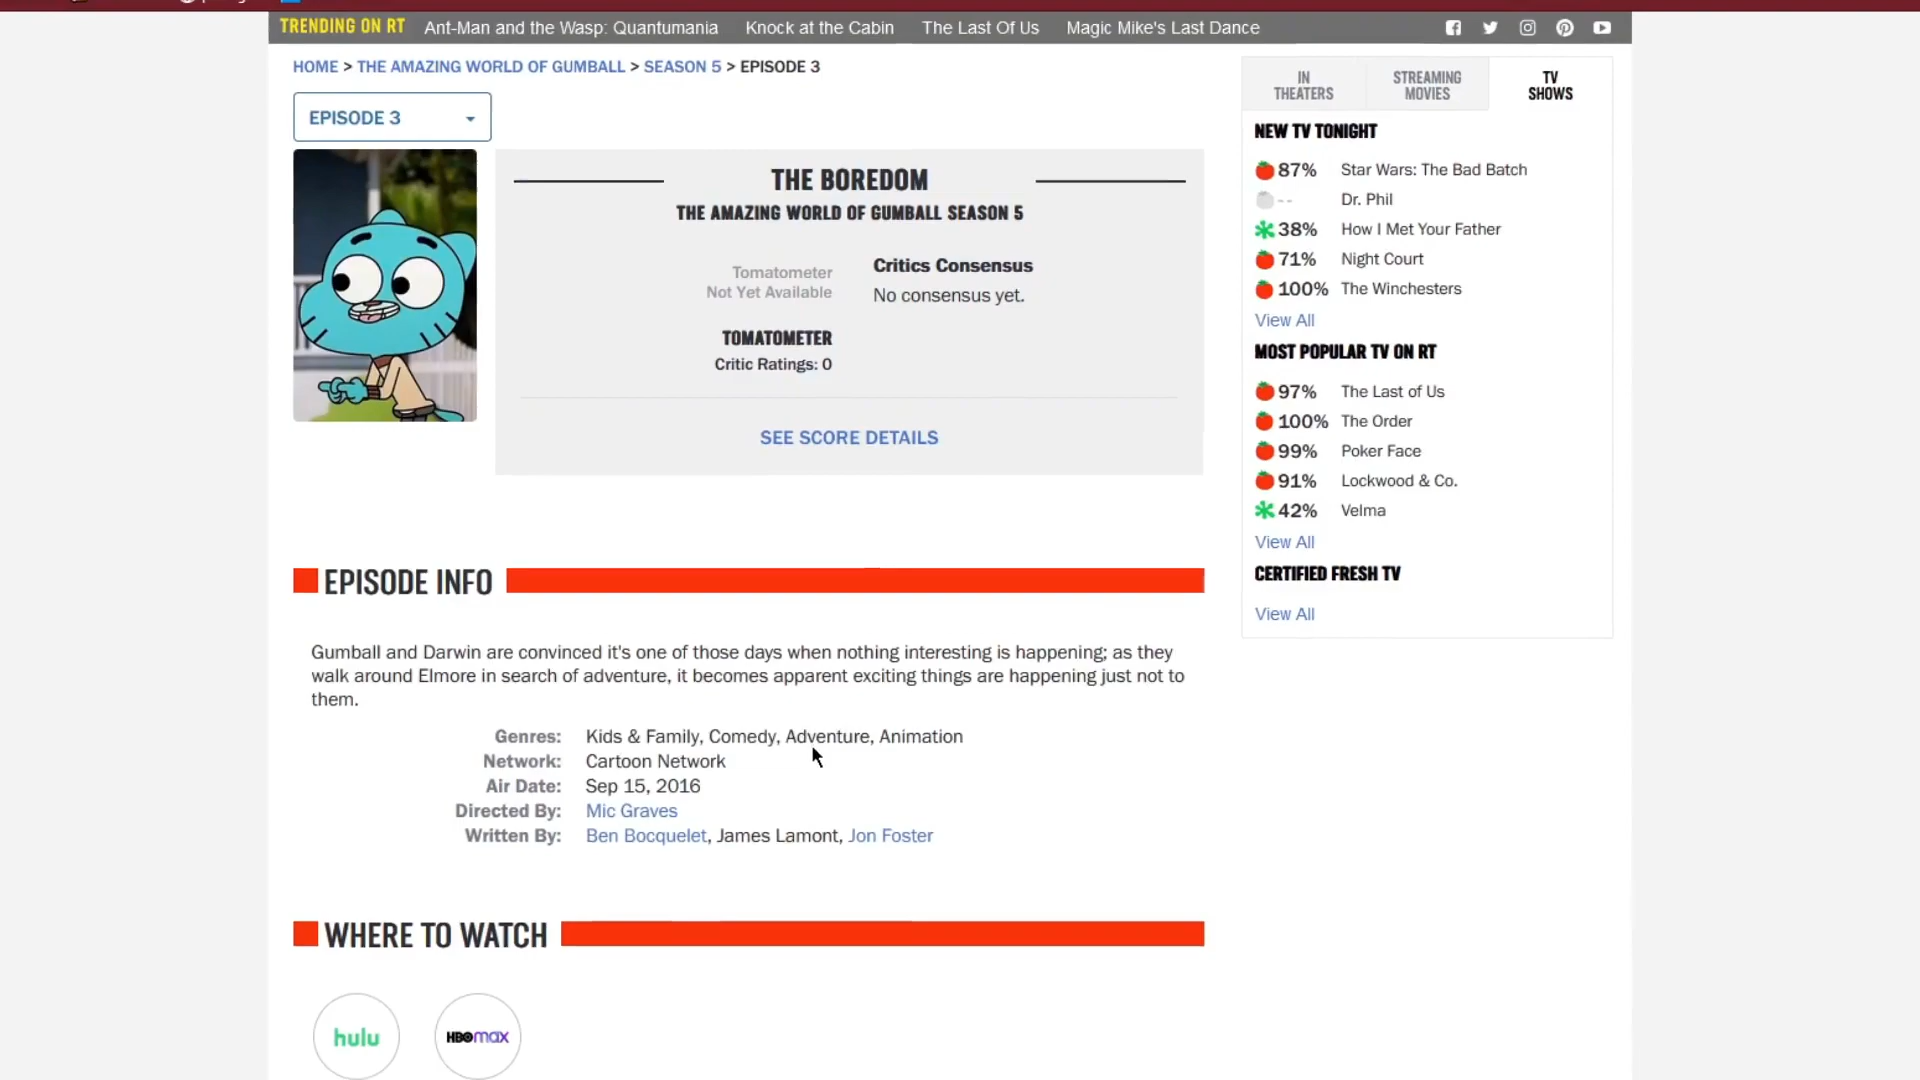 TRENDING ON RT Ant-Man and the Wasp: Quantumania Knock at the Cabin The Last Of Us Magic Mike's Last Dance
HOME > THE AMAZING WORLD OF GUMBALL > SEASON 5 > EPISODE 3
EPISODE 3
THE BOREDOM
THE AMAZING WORLD OF GUMBALL SEASON 5
Tomatometer
Not Yet Available
Critics Consensus
No consensus yet.
TOMATOMETER
Critic Ratings: 0
SEE SCORE DETAILS
EPISODE INFO
Gumball and Darwin are convinced it's one of those days when nothing interesting is happening; as they
walk around Elmore in search of adventure, it becomes apparent exciting things are happening just not to
them.
Genres: Kids & Family, Comedy, Adventure, Animation
Network: Cartoon Network
Air Date: Sep 15, 2016
Directed By: Mic Graves
Written By: Ben Bocquelet, James Lamont, Jon Foster
WHERE TO WATCH
hulu
HBOmax
IN
THEATERS
STREAMING
MOVIES
TV
SHOWS
NEW TV TONIGHT
87% Star Wars: The Bad Batch
-- Dr. Phil
38% How I Met Your Father
71% Night Court
100% The Winchesters
View All
MOST POPULAR TV ON RT
97% The Last of Us
100% The Order
99% Poker Face
91% Lockwood & Co.
42% Velma
View All
CERTIFIED FRESH TV
View All